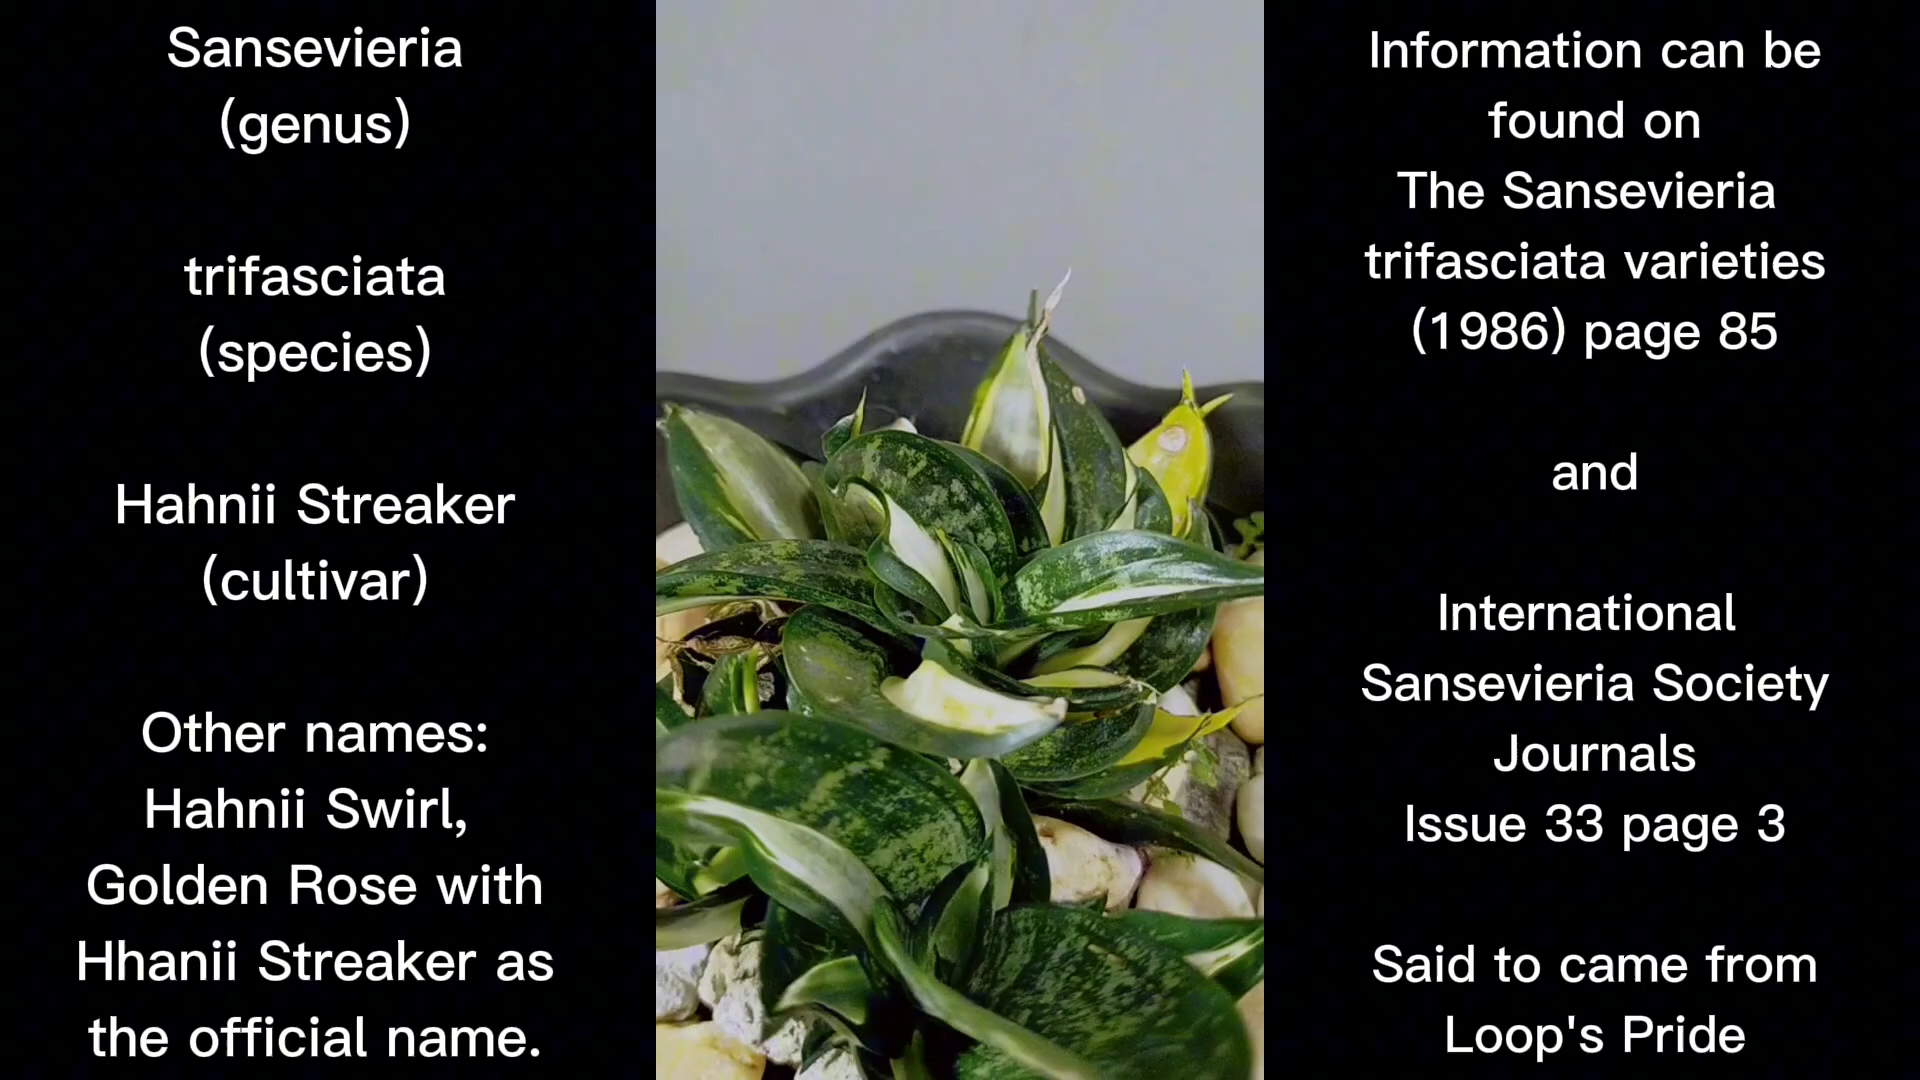 Sansevieria
(genus)
trifasciata
(species)
Hahnii Streaker
(cultivar)
Other names:
Hahnii Swirl,
Golden Rose with
Hhanii Streaker as
the official name.
Information can be
found on
The Sansevieria
trifasciata varieties
(1986) page 85
and
International
Sansevieria Society
Journals
Issue 33 page 3
Said to came from
Loop's Pride